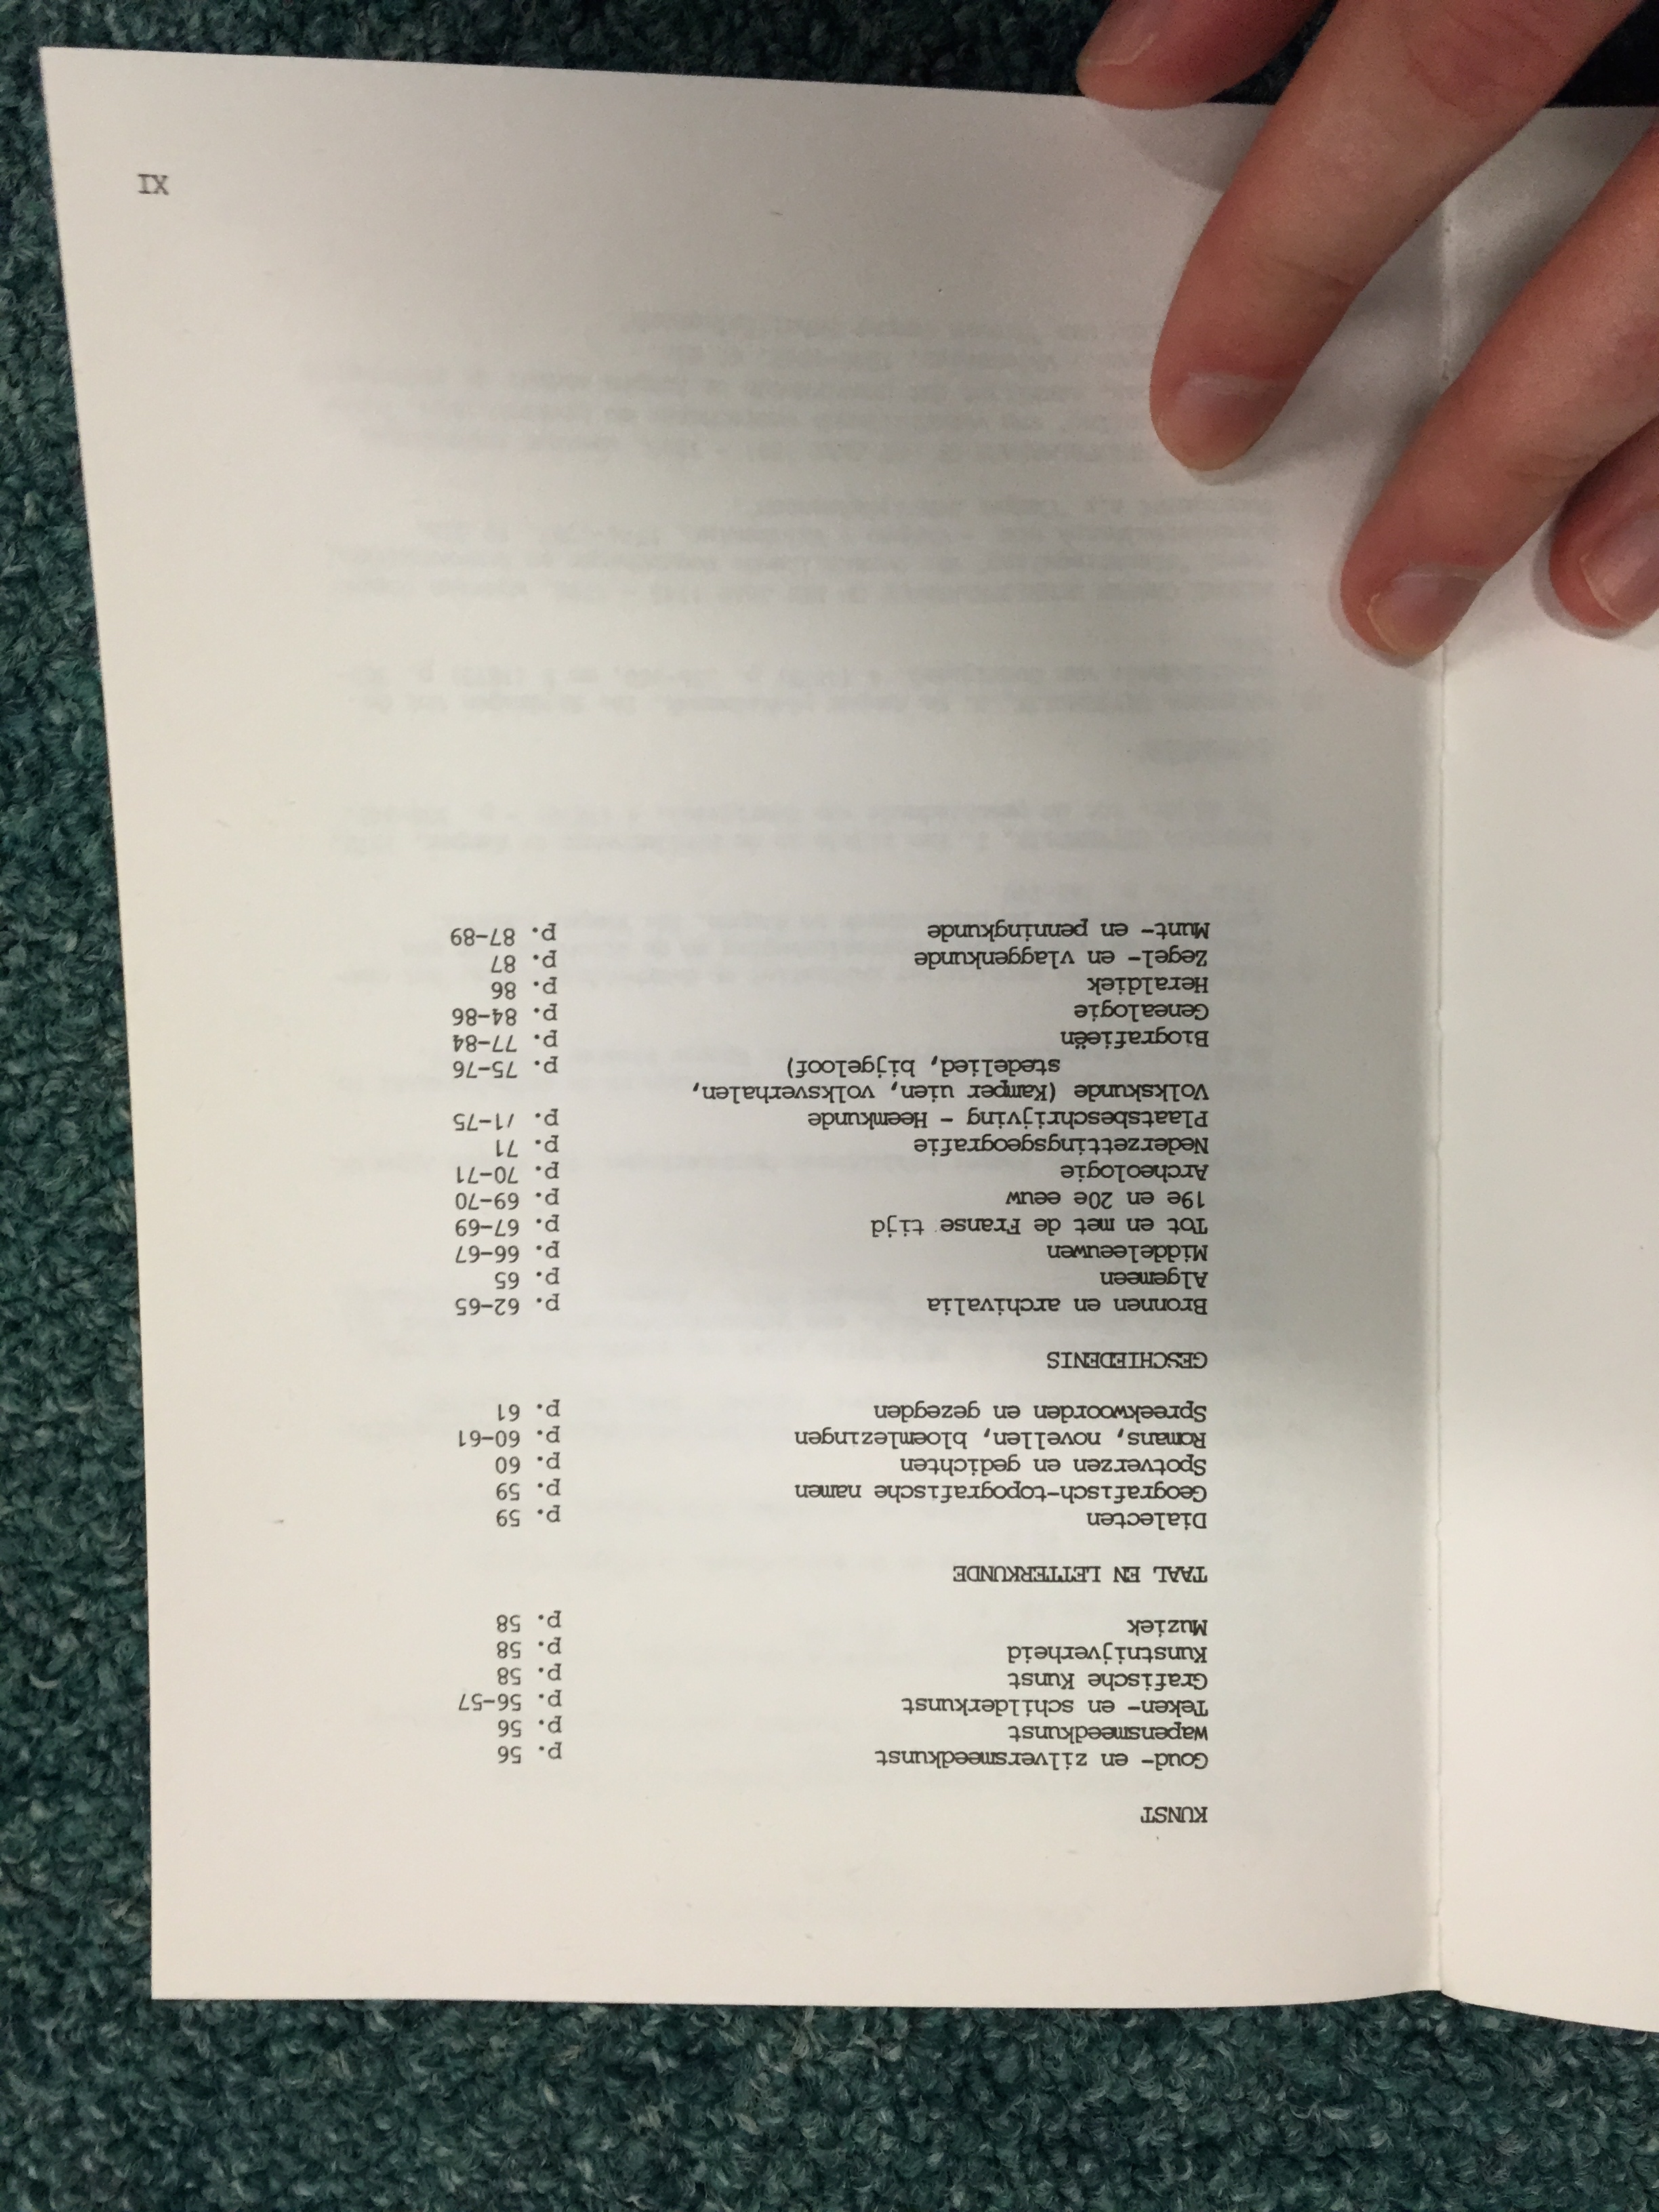 KUNST
Goud- en zilversmeedkunst p. 56
wapensmeedkunst p. 56
Teken- en schilderkunst p. 56-57
Grafische Kunst p. 58
Kunstnijverheid p. 58
Muziek p. 58
TAAL EN LETTERKUNDE
Dialecten p. 59
Geografisch-topografische namen p. 59
Spotverzen en gedichten p. 60
Romans, novellen, bloemlezingen p. 60-61
Spreekwoorden en gezegden p. 61
GESCHIEDENIS
Bronnen en archivalia p. 62-65
Algemeen p. 65
Middeleeuwen p. 66-67
Tot en met de Franse tijd p. 67-69
19e en 20e eeuw p. 69-70
Archeologie p. 70-71
Nederzettingsgeografie p. 71
Plaatsbeschrijving - Heemkunde p. 71-75
Volkskunde (Kamper uien, volksverhalen,
stedelied, bijgeloof) p. 75-76
Biografieën p. 77-84
Genealogie p. 84-86
Heraldiek p. 86
Zegel- en vlaggenkunde p. 87
Munt- en penningkunde p. 87-89
XI